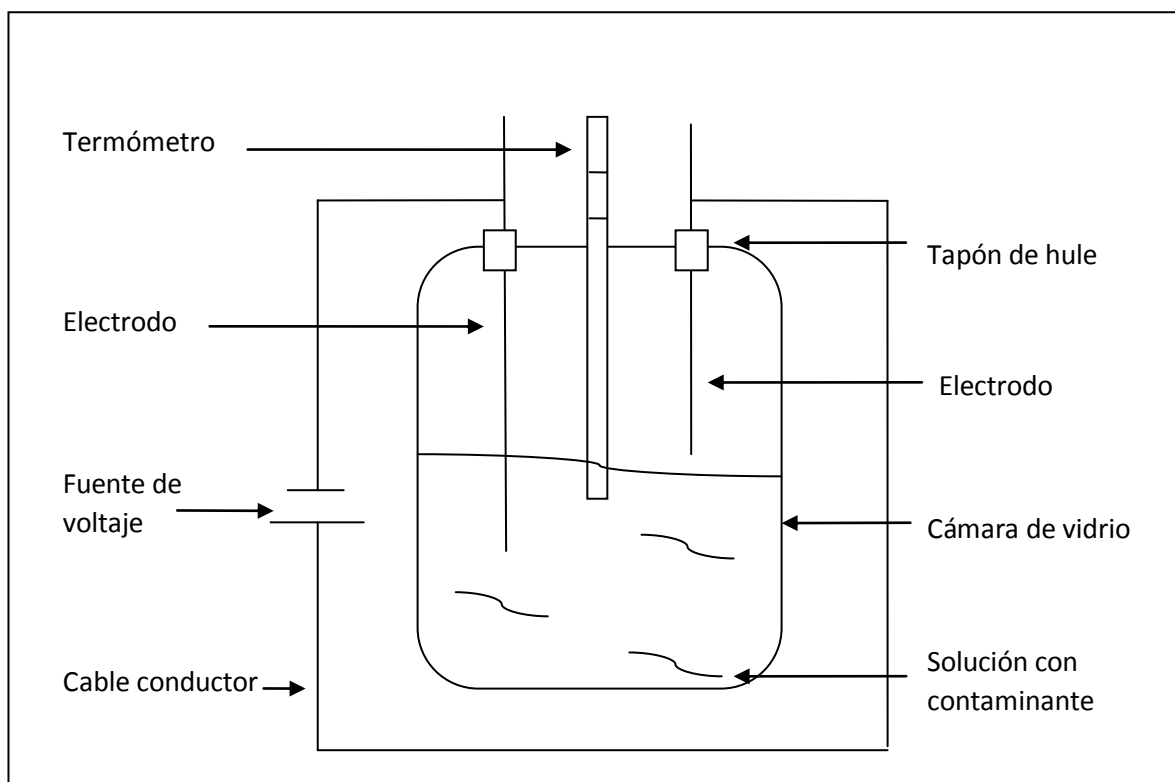 Termómetro
Tapón de hule
Electrodo
Electrodo
Fuente de
voltaje
Cámara de vidrio
Cable conductor
Solución con
contaminante